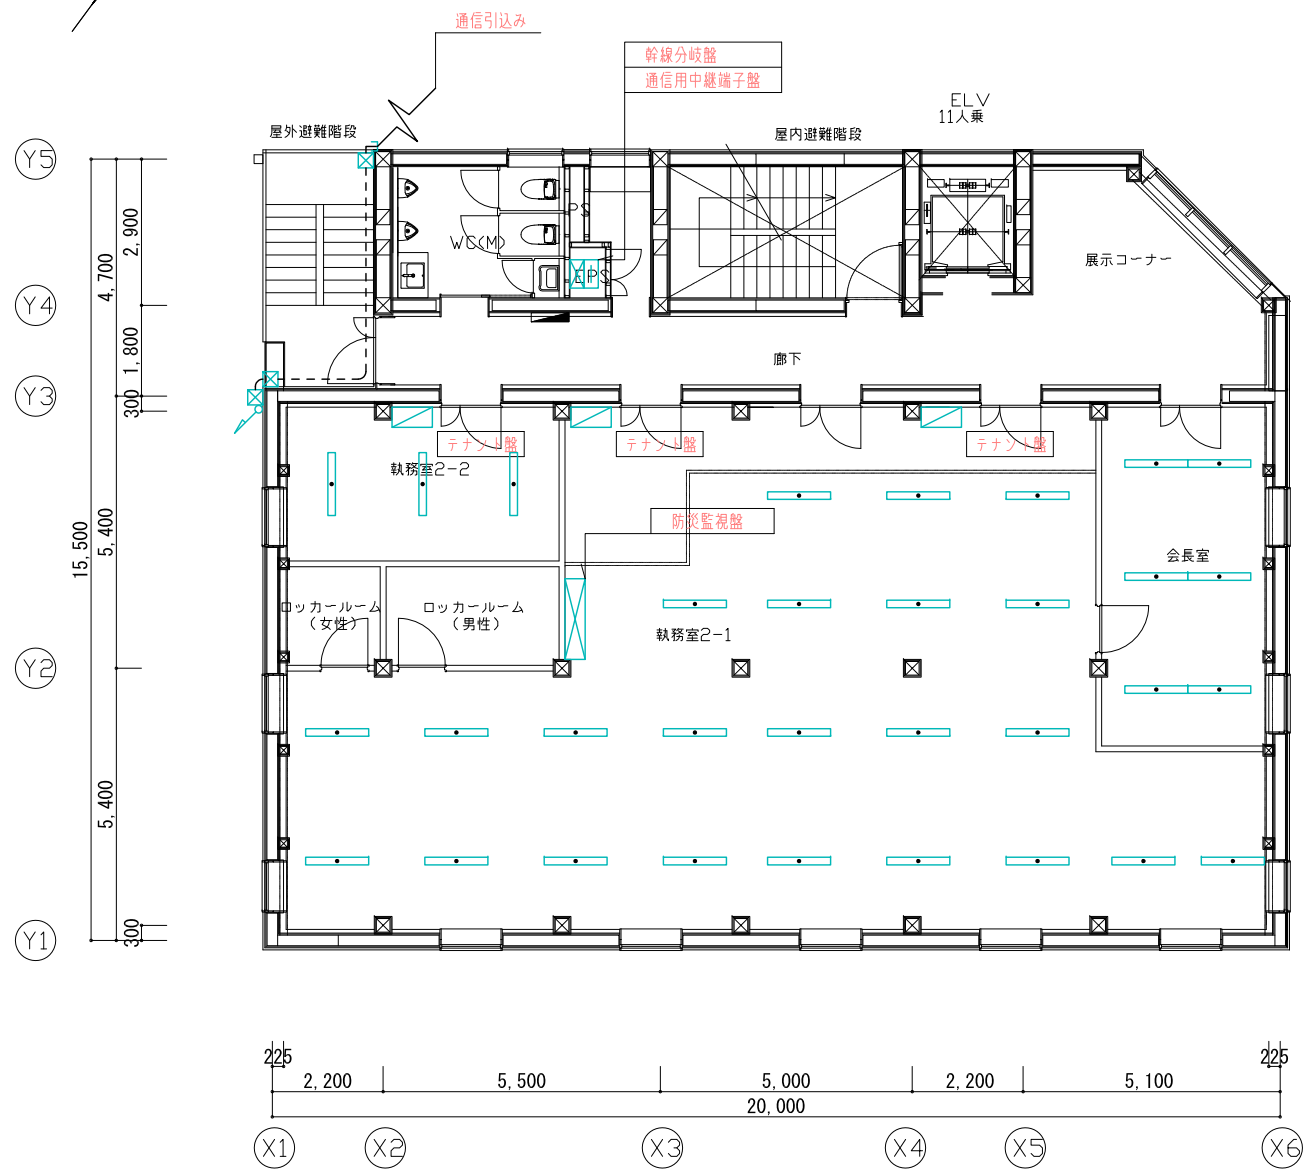 通信引込み
幹線分岐盤
通信用中継端子盤
ELV
11人乗
屋外避難階段
屋内避難階段
Y5
2,900
4,700
PS
WC(M)
EPS
展示コーナー
Y4
1,800
廊下
Y3
300
テナント盤
テナント盤
テナント盤
執務室2-2
防災監視盤
15,500
5,400
会長室
ロッカールーム
（女性）
ロッカールーム
（男性）
執務室2-1
Y2
5,400
300
Y1
225
225
2,200
5,500
5,000
2,200
5,100
20,000
X1
X2
X3
X4
X5
X6